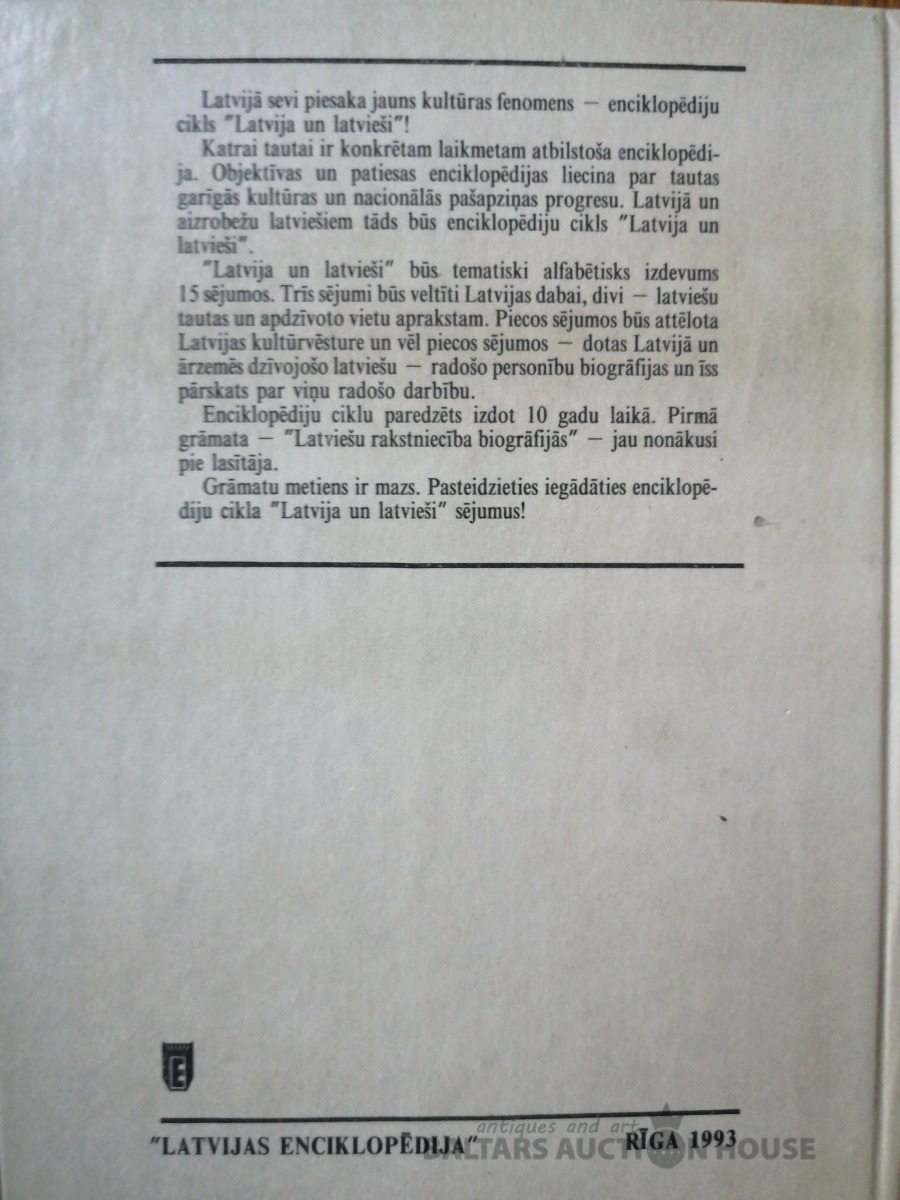 Latvijā sevi piesaka jauns kultūras fenomens — enciklopēdiju
cikls "Latvija un latvieši"!
Katrai tautai ir konkrētam laikmetam atbilstoša enciklopēdi-
ja. Objektīvas un patiesas enciklopēdijas liecina par tautas
garīgās kultūras un nacionālās pašapziņas progresu. Latvijā un
aizrobežu latviešiem tāds būs enciklopēdiju cikls "Latvija un
latvieši".
"Latvija un latvieši" būs tematiski alfabētisks izdevums
15 sējumos. Trīs sējumi būs veltīti Latvijas dabai, divi — latviešu
tautas un apdzīvoto vietu aprakstam. Piecos sējumos būs attēlota
Latvijas kultūrvēsture un vēl piecos sējumos — dotas Latvijā un
ārzemēs dzīvojošo latviešu — radošo personību biogrāfijas un īss
pārskats par viņu radošo darbību.
Enciklopēdiju ciklu paredzēts izdot 10 gadu laikā. Pirmā
grāmata — "Latviešu rakstniecība biogrāfijās" — jau nonākusi
pie lasītāja.
Grāmatu metiens ir mazs. Pasteidzieties iegādāties enciklopē-
diju cikla "Latvija un latvieši" sējumus!
E
antiques and art
"LATVIJAS ENCIKLOPĒDIJA" RĪGA 1993
BALTARS AUCTION HOUSE